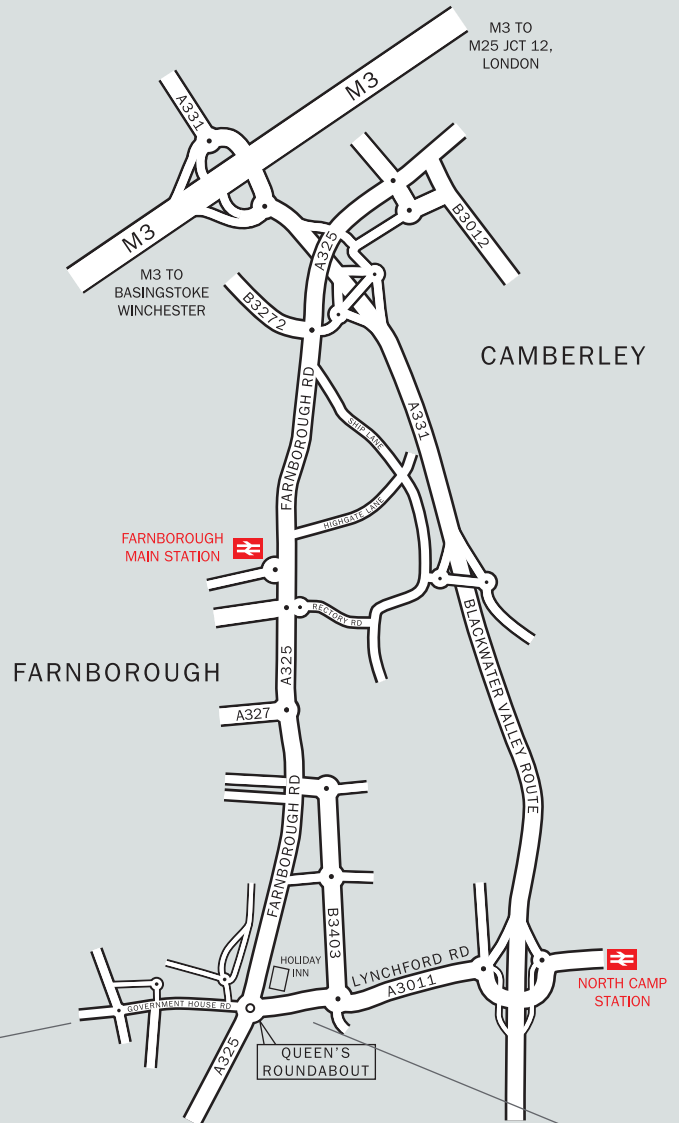 M3 TO
M25 JCT 12,
LONDON
M3
A331
M3
M3 TO
BASINGSTOKE
WINCHESTER
A325
B3012
B3272
CAMBERLEY
FARNBOROUGH RD
A331
SHIP LANE
HIGHGATE LANE
FARNBOROUGH
MAIN STATION
RECTORY RD
BLACKWATER VALLEY ROUTE
FARNBOROUGH
A325
A327
FARNBOROUGH RD
B3403
HOLIDAY
INN
LYNCHFORD RD
A3011
NORTH CAMP
STATION
GOVERNMENT HOUSE RD
A325
QUEEN'S
ROUNDABOUT